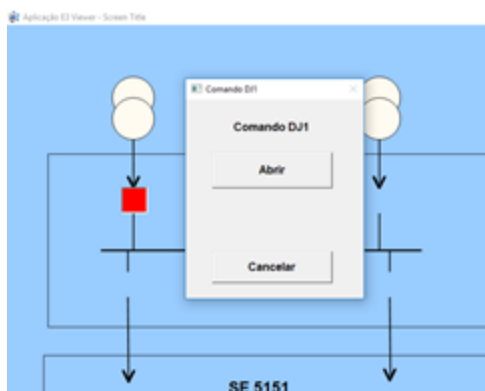 Aplicação E3 Viewer - Screen Title
Comando DJ1
Comando DJ1
Abrir
Cancelar
SE 5151